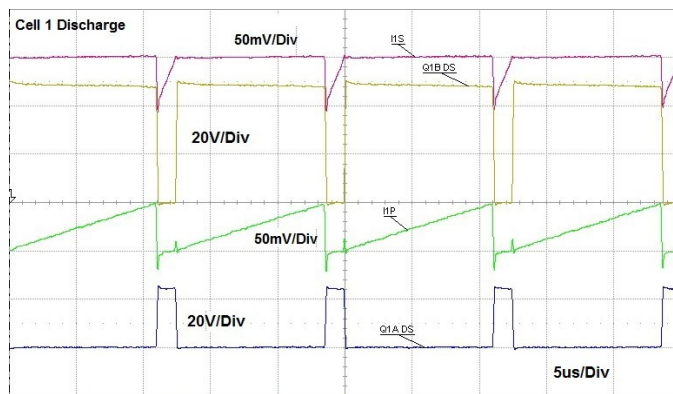 Cell 1 Discharge
50mV/Div
I1S
Q1B DS
20V/Div
1
I1P
50mV/Div
20V/Div
Q1A DS
5us/Div